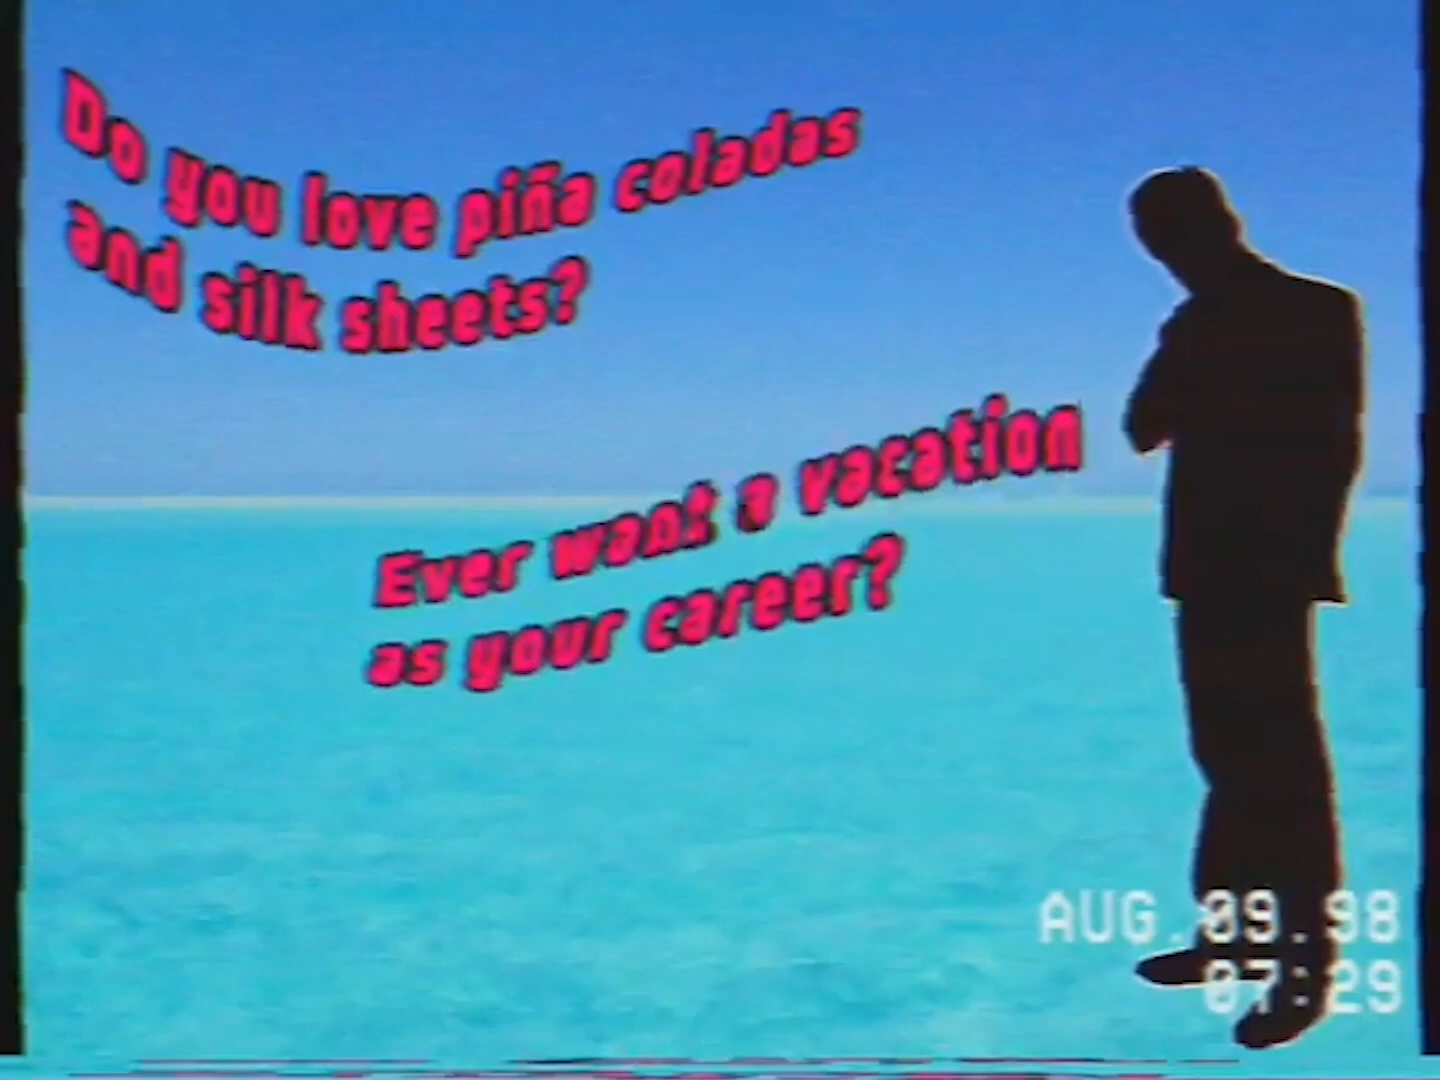 Do you love piña coladas
and silk sheets?
Ever want a vacation
as your career?
AUG.09.98
07:29